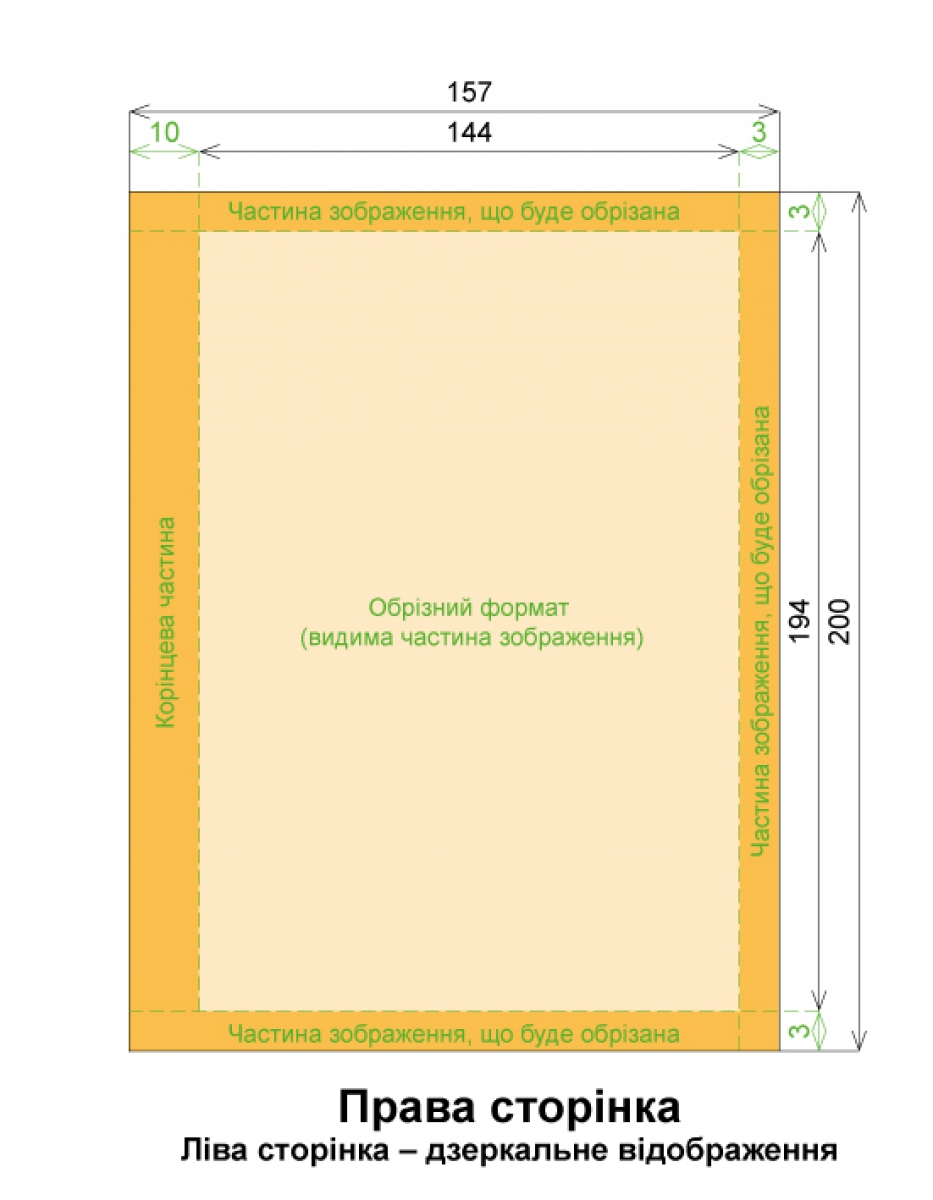 157
10
144
3
Частина зображення, що буде обрізана
3
Обрізний формат
(видима частина зображення)
Корінцева частина
Частина зображення, що буде обрізана
194
200
Частина зображення, що буде обрізана
3
Права сторінка
Ліва сторінка – дзеркальне відображення